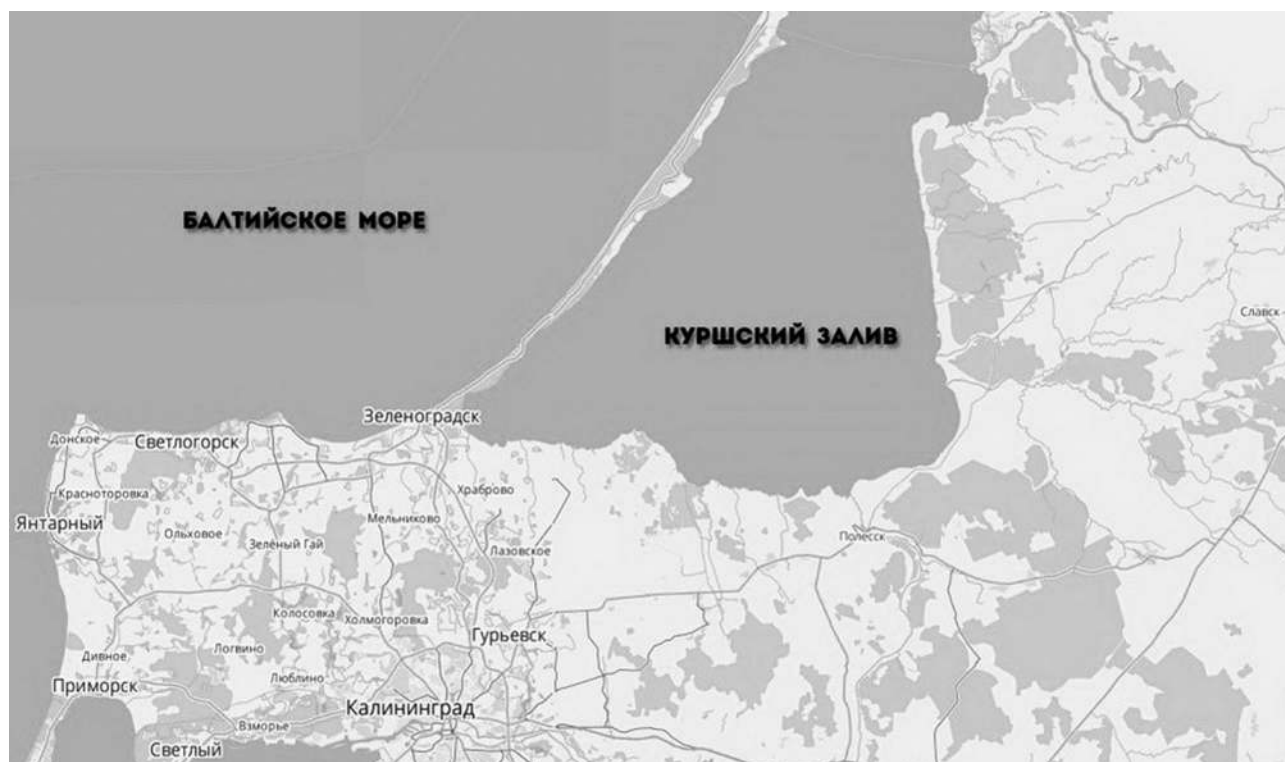 БАЛТИЙСКОЕ МОРЕ
КУРШСКИЙ ЗАЛИВ
Славск
Зеленоградск
Донское
Светлогорск
Храброво
Красноторовка
Мельниково
Янтарный
Ольховое
Зелёный Гай
Полесск
Лазовское
Колосовка
Холмогоровка
Гурьевск
Логвино
Дивное
Люблино
Приморск
Калининград
Взморье
Светлый